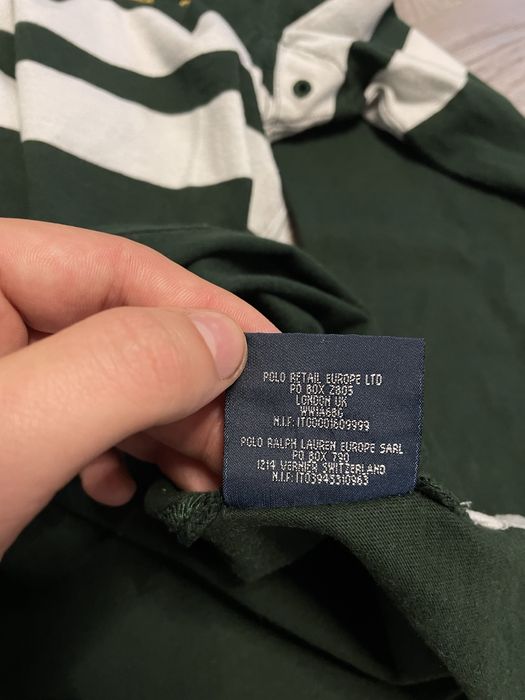 POLO RETAIL EUROPE LTD
PO BOX Z805
LONDON UK
WW1A68G
N.I.F: IT00001609999
POLO RALPH LAUREN EUROPE SARL
PO BOX 790
1214 VERNIER SWITZERLAND
N.I.F: IT03945310963